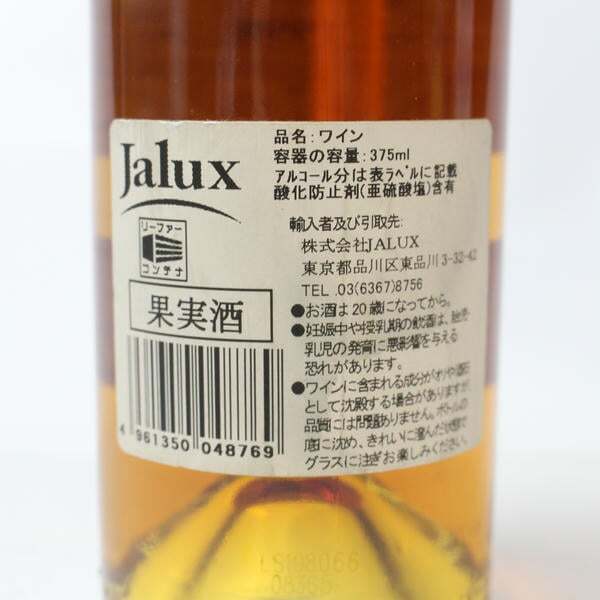 Jalux
リーファー
コンテナ
果実酒
4 961350 048769
品名:ワイン
容器の容量:375ml
アルコール分は表ラベルに記載
酸化防止剤(亜硫酸塩)含有
輸入者及び引取先:
株式会社JALUX
東京都品川区東品川3-32-42
TEL.03(6367)8756
●お酒は20歳になってから。
●妊娠中や授乳期の飲酒は、胎児・
乳児の発育に悪影響を与える
恐れがあります。
●ワインに含まれる成分がオリや酒石
として沈殿する場合がありますが、
品質には問題ありません。ボトルの
底に沈め、きれいに澄んだ状態で
グラスに注ぎお楽しみください。